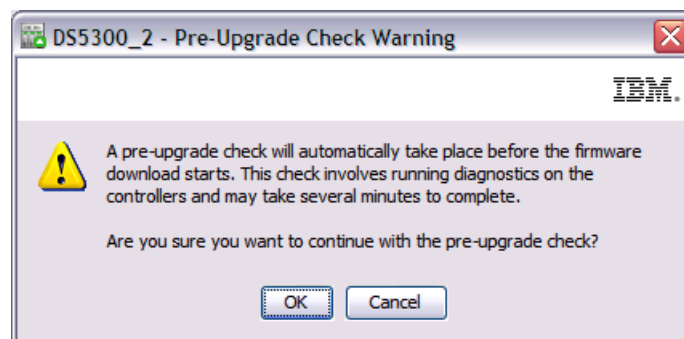 DS5300_2 - Pre-Upgrade Check Warning
IBM.
A pre-upgrade check will automatically take place before the firmware
download starts. This check involves running diagnostics on the
controllers and may take several minutes to complete.
Are you sure you want to continue with the pre-upgrade check?
OK Cancel